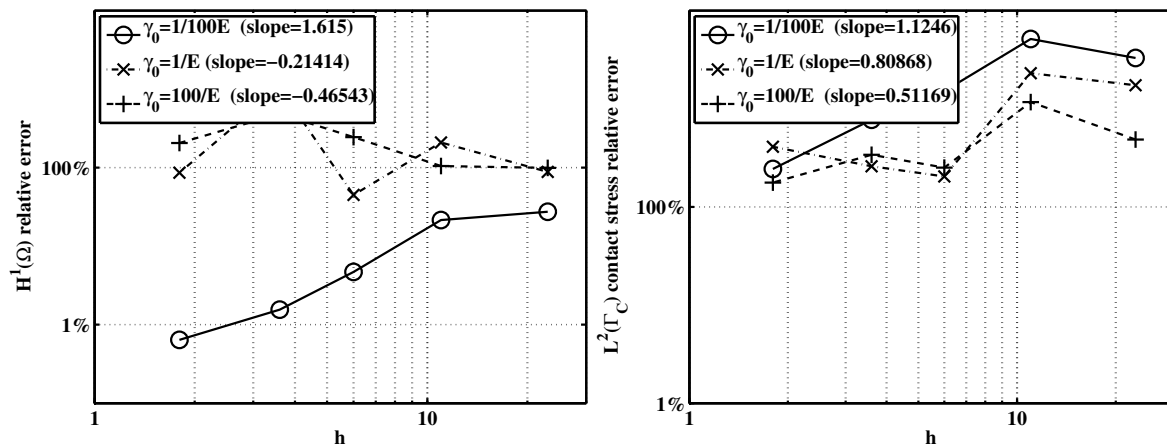 γ₀=1/100E (slope=1.615)
γ₀=1/E (slope=−0.21414)
γ₀=100/E (slope=−0.46543)
H¹(Ω) relative error
100%
1%
1
10
h
γ₀=1/100E (slope=1.1246)
γ₀=1/E (slope=0.80868)
γ₀=100/E (slope=0.51169)
L²(Γ_C) contact stress relative error
100%
1%
1
10
h